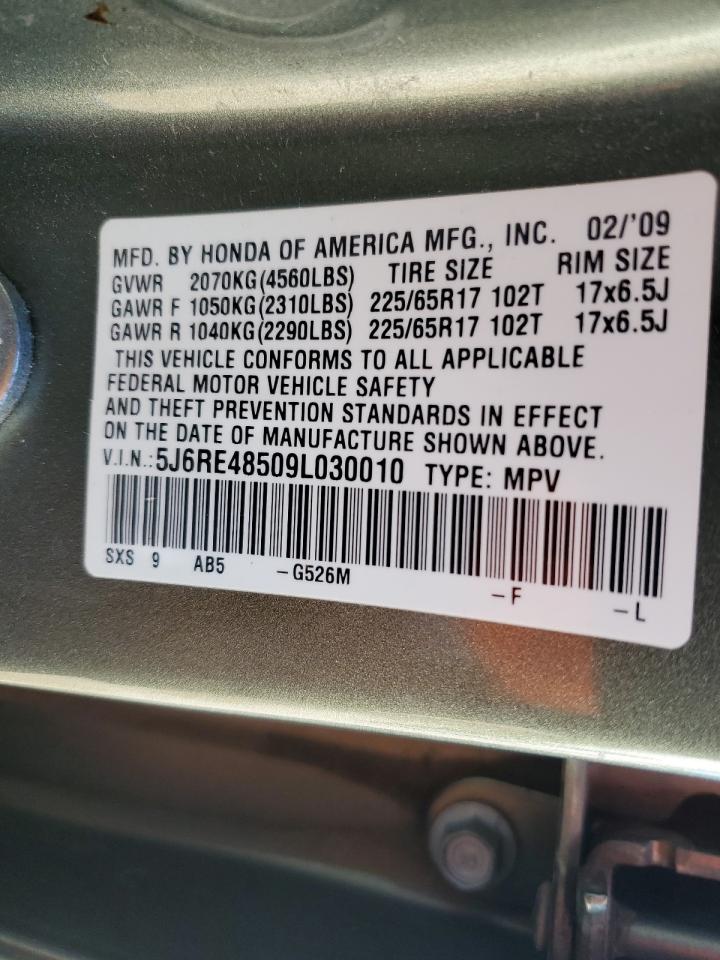 MFD. BY HONDA OF AMERICA MFG., INC. 02/'09
GVWR 2070KG(4560LBS) TIRE SIZE RIM SIZE
GAWR F 1050KG(2310LBS) 225/65R17 102T 17x6.5J
GAWR R 1040KG(2290LBS) 225/65R17 102T 17x6.5J
THIS VEHICLE CONFORMS TO ALL APPLICABLE
FEDERAL MOTOR VEHICLE SAFETY
AND THEFT PREVENTION STANDARDS IN EFFECT
ON THE DATE OF MANUFACTURE SHOWN ABOVE.
V.I.N.: 5J6RE48509L030010 TYPE: MPV
SXS 9 AB5 -G526M -F -L